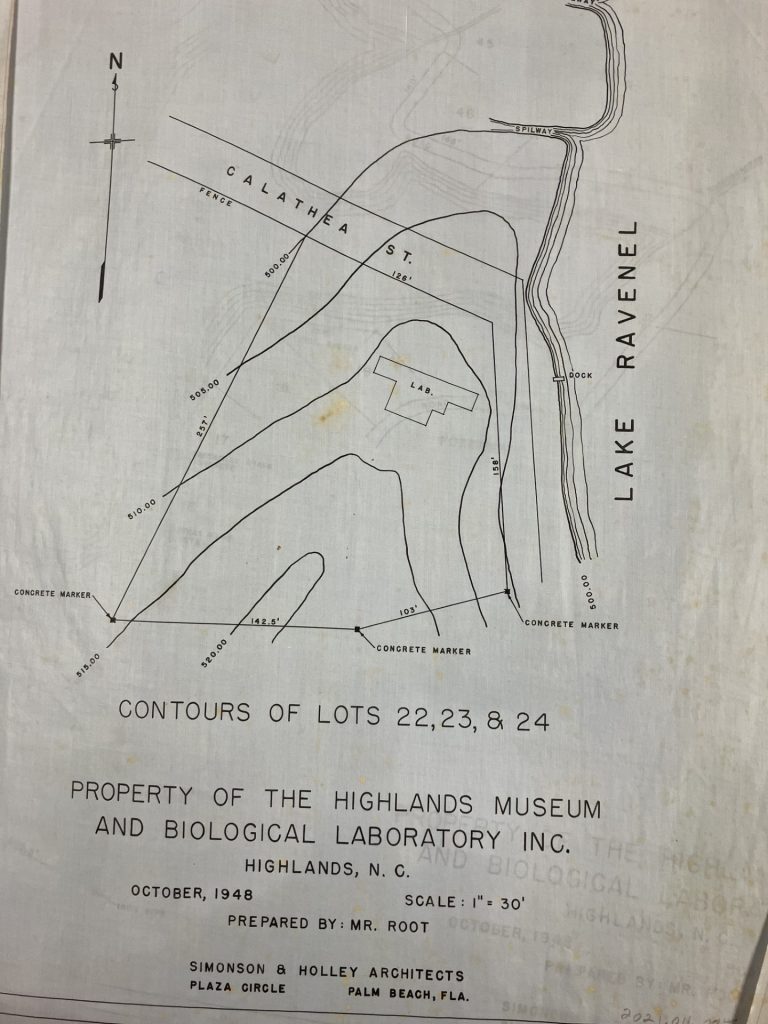 N
SPILWAY
CALATHEA ST.
FENCE
500.00
126'
505.00
LAKE RAVENEL
DOCK
LAB.
237'
158'
510.00
CONCRETE MARKER
142.5'
103'
500.00
CONCRETE MARKER
CONCRETE MARKER
515.00
520.00
CONTOURS OF LOTS 22,23, & 24
PROPERTY OF THE HIGHLANDS MUSEUM
AND BIOLOGICAL LABORATORY INC.
HIGHLANDS, N. C.
OCTOBER, 1948 SCALE: 1" = 30'
PREPARED BY: MR. ROOT
SIMONSON & HOLLEY ARCHITECTS
PLAZA CIRCLE PALM BEACH, FLA.